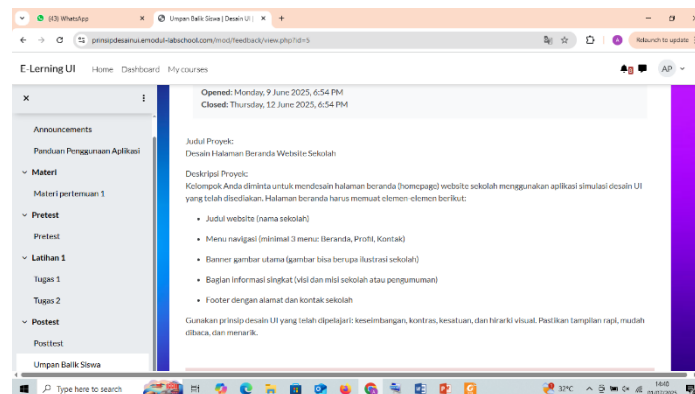 (43) WhatsApp
Umpan Balik Siswa | Desain UI |
prinsipdesainui.emodul-labschool.com/mod/feedback/view.php?id=5
Relaunch to update
E-Lerning UI Home Dashboard My courses
AP
Opened: Monday, 9 June 2025, 6:54 PM
Closed: Thursday, 12 June 2025, 6:54 PM
Announcements
Panduan Penggunaan Aplikasi
Materi
Materi pertemuan 1
Pretest
Pretest
Latihan 1
Tugas 1
Tugas 2
Postest
Posttest
Umpan Balik Siswa
Judul Proyek:
Desain Halaman Beranda Website Sekolah
Deskripsi Proyek:
Kelompok Anda diminta untuk mendesain halaman beranda (homepage) website sekolah menggunakan aplikasi simulasi desain UI
yang telah disediakan. Halaman beranda harus memuat elemen-elemen berikut:
• Judul website (nama sekolah)
• Menu navigasi (minimal 3 menu: Beranda, Profil, Kontak)
• Banner gambar utama (gambar bisa berupa ilustrasi sekolah)
• Bagian informasi singkat (visi dan misi sekolah atau pengumuman)
• Footer dengan alamat dan kontak sekolah
Gunakan prinsip desain UI yang telah dipelajari: keseimbangan, kontras, kesatuan, dan hirarki visual. Pastikan tampilan rapi, mudah
dibaca, dan menarik.
Type here to search
32°C
14:40
01/07/2025